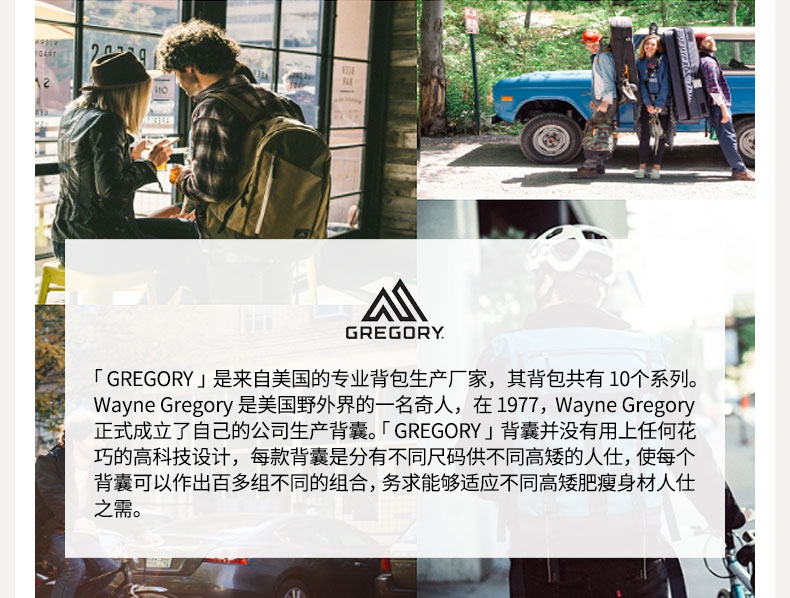 GREGORY
「 GREGORY 」是来自美国的专业背包生产厂家，其背包共有 10个系列。
Wayne Gregory 是美国野外界的一名奇人，在 1977，Wayne Gregory
正式成立了自己的公司生产背囊。「 GREGORY 」背囊并没有用上任何花
巧的高科技设计，每款背囊是分有不同尺码供不同高矮的人仕，使每个
背囊可以作出百多组不同的组合，务求能够适应不同高矮肥瘦身材人仕
之需。